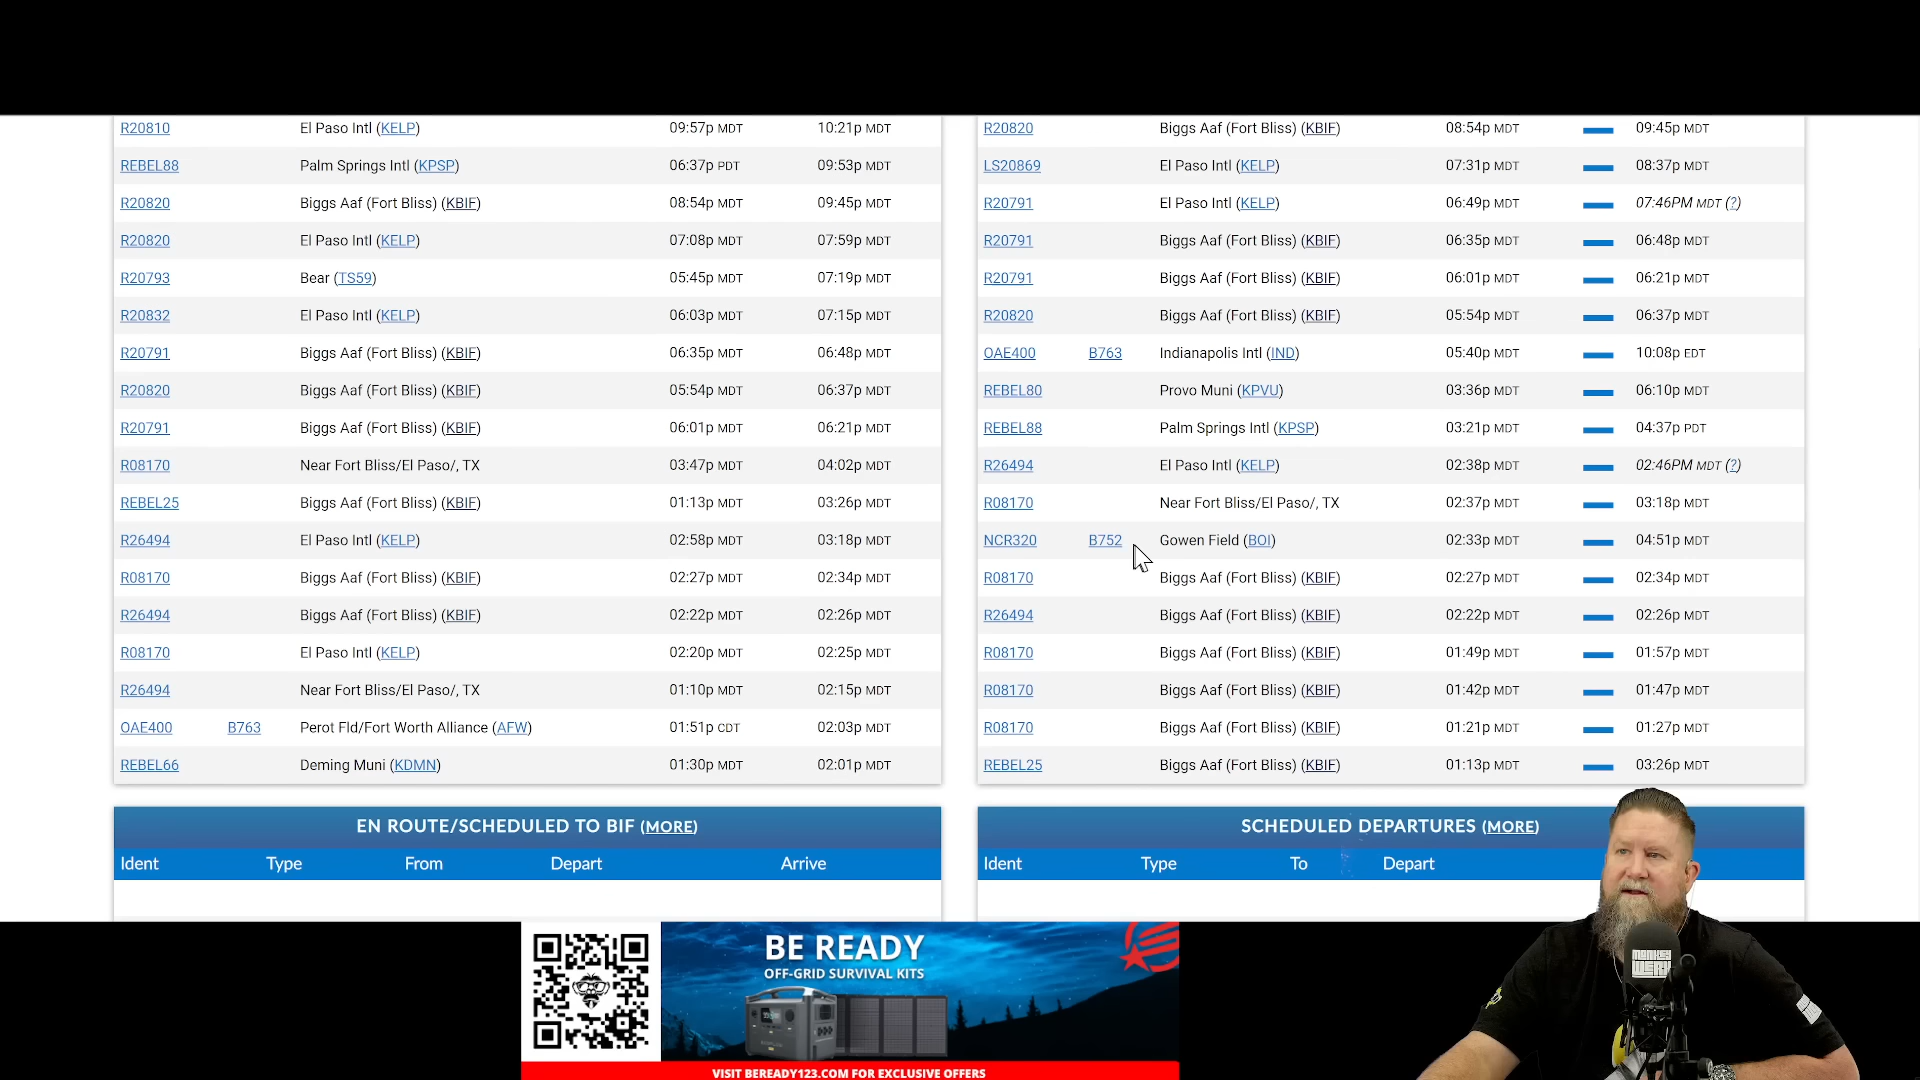 R20810 El Paso Intl (KELP) 09:57p MDT 10:21p MDT
REBEL88 Palm Springs Intl (KPSP) 06:37p PDT 09:53p MDT
R20820 Biggs Aaf (Fort Bliss) (KBIF) 08:54p MDT 09:45p MDT
R20820 El Paso Intl (KELP) 07:08p MDT 07:59p MDT
R20793 Bear (TS59) 05:45p MDT 07:19p MDT
R20832 El Paso Intl (KELP) 06:03p MDT 07:15p MDT
R20791 Biggs Aaf (Fort Bliss) (KBIF) 06:35p MDT 06:48p MDT
R20820 Biggs Aaf (Fort Bliss) (KBIF) 05:54p MDT 06:37p MDT
R20791 Biggs Aaf (Fort Bliss) (KBIF) 06:01p MDT 06:21p MDT
R08170 Near Fort Bliss/El Paso/, TX 03:47p MDT 04:02p MDT
REBEL25 Biggs Aaf (Fort Bliss) (KBIF) 01:13p MDT 03:26p MDT
R26494 El Paso Intl (KELP) 02:58p MDT 03:18p MDT
R08170 Biggs Aaf (Fort Bliss) (KBIF) 02:27p MDT 02:34p MDT
R26494 Biggs Aaf (Fort Bliss) (KBIF) 02:22p MDT 02:26p MDT
R08170 El Paso Intl (KELP) 02:20p MDT 02:25p MDT
R26494 Near Fort Bliss/El Paso/, TX 01:10p MDT 02:15p MDT
OAE400 B763 Perot Fld/Fort Worth Alliance (AFW) 01:51p CDT 02:03p MDT
REBEL66 Deming Muni (KDMN) 01:30p MDT 02:01p MDT
R20820 Biggs Aaf (Fort Bliss) (KBIF) 08:54p MDT 09:45p MDT
LS20869 El Paso Intl (KELP) 07:31p MDT 08:37p MDT
R20791 El Paso Intl (KELP) 06:49p MDT 07:46PM MDT (?)
R20791 Biggs Aaf (Fort Bliss) (KBIF) 06:35p MDT 06:48p MDT
R20791 Biggs Aaf (Fort Bliss) (KBIF) 06:01p MDT 06:21p MDT
R20820 Biggs Aaf (Fort Bliss) (KBIF) 05:54p MDT 06:37p MDT
OAE400 B763 Indianapolis Intl (IND) 05:40p MDT 10:08p EDT
REBEL80 Provo Muni (KPVU) 03:36p MDT 06:10p MDT
REBEL88 Palm Springs Intl (KPSP) 03:21p MDT 04:37p PDT
R26494 El Paso Intl (KELP) 02:38p MDT 02:46PM MDT (?)
R08170 Near Fort Bliss/El Paso/, TX 02:37p MDT 03:18p MDT
NCR320 B752 Gowen Field (BOI) 02:33p MDT 04:51p MDT
R08170 Biggs Aaf (Fort Bliss) (KBIF) 02:27p MDT 02:34p MDT
R26494 Biggs Aaf (Fort Bliss) (KBIF) 02:22p MDT 02:26p MDT
R08170 Biggs Aaf (Fort Bliss) (KBIF) 01:49p MDT 01:57p MDT
R08170 Biggs Aaf (Fort Bliss) (KBIF) 01:42p MDT 01:47p MDT
R08170 Biggs Aaf (Fort Bliss) (KBIF) 01:21p MDT 01:27p MDT
REBEL25 Biggs Aaf (Fort Bliss) (KBIF) 01:13p MDT 03:26p MDT
EN ROUTE/SCHEDULED TO BIF (MORE)
Ident Type From Depart Arrive
SCHEDULED DEPARTURES (MORE)
Ident Type To Depart
BE READY
OFF-GRID SURVIVAL KITS
VISIT BEREADY123.COM FOR EXCLUSIVE OFFERS
MONKEY
WERX